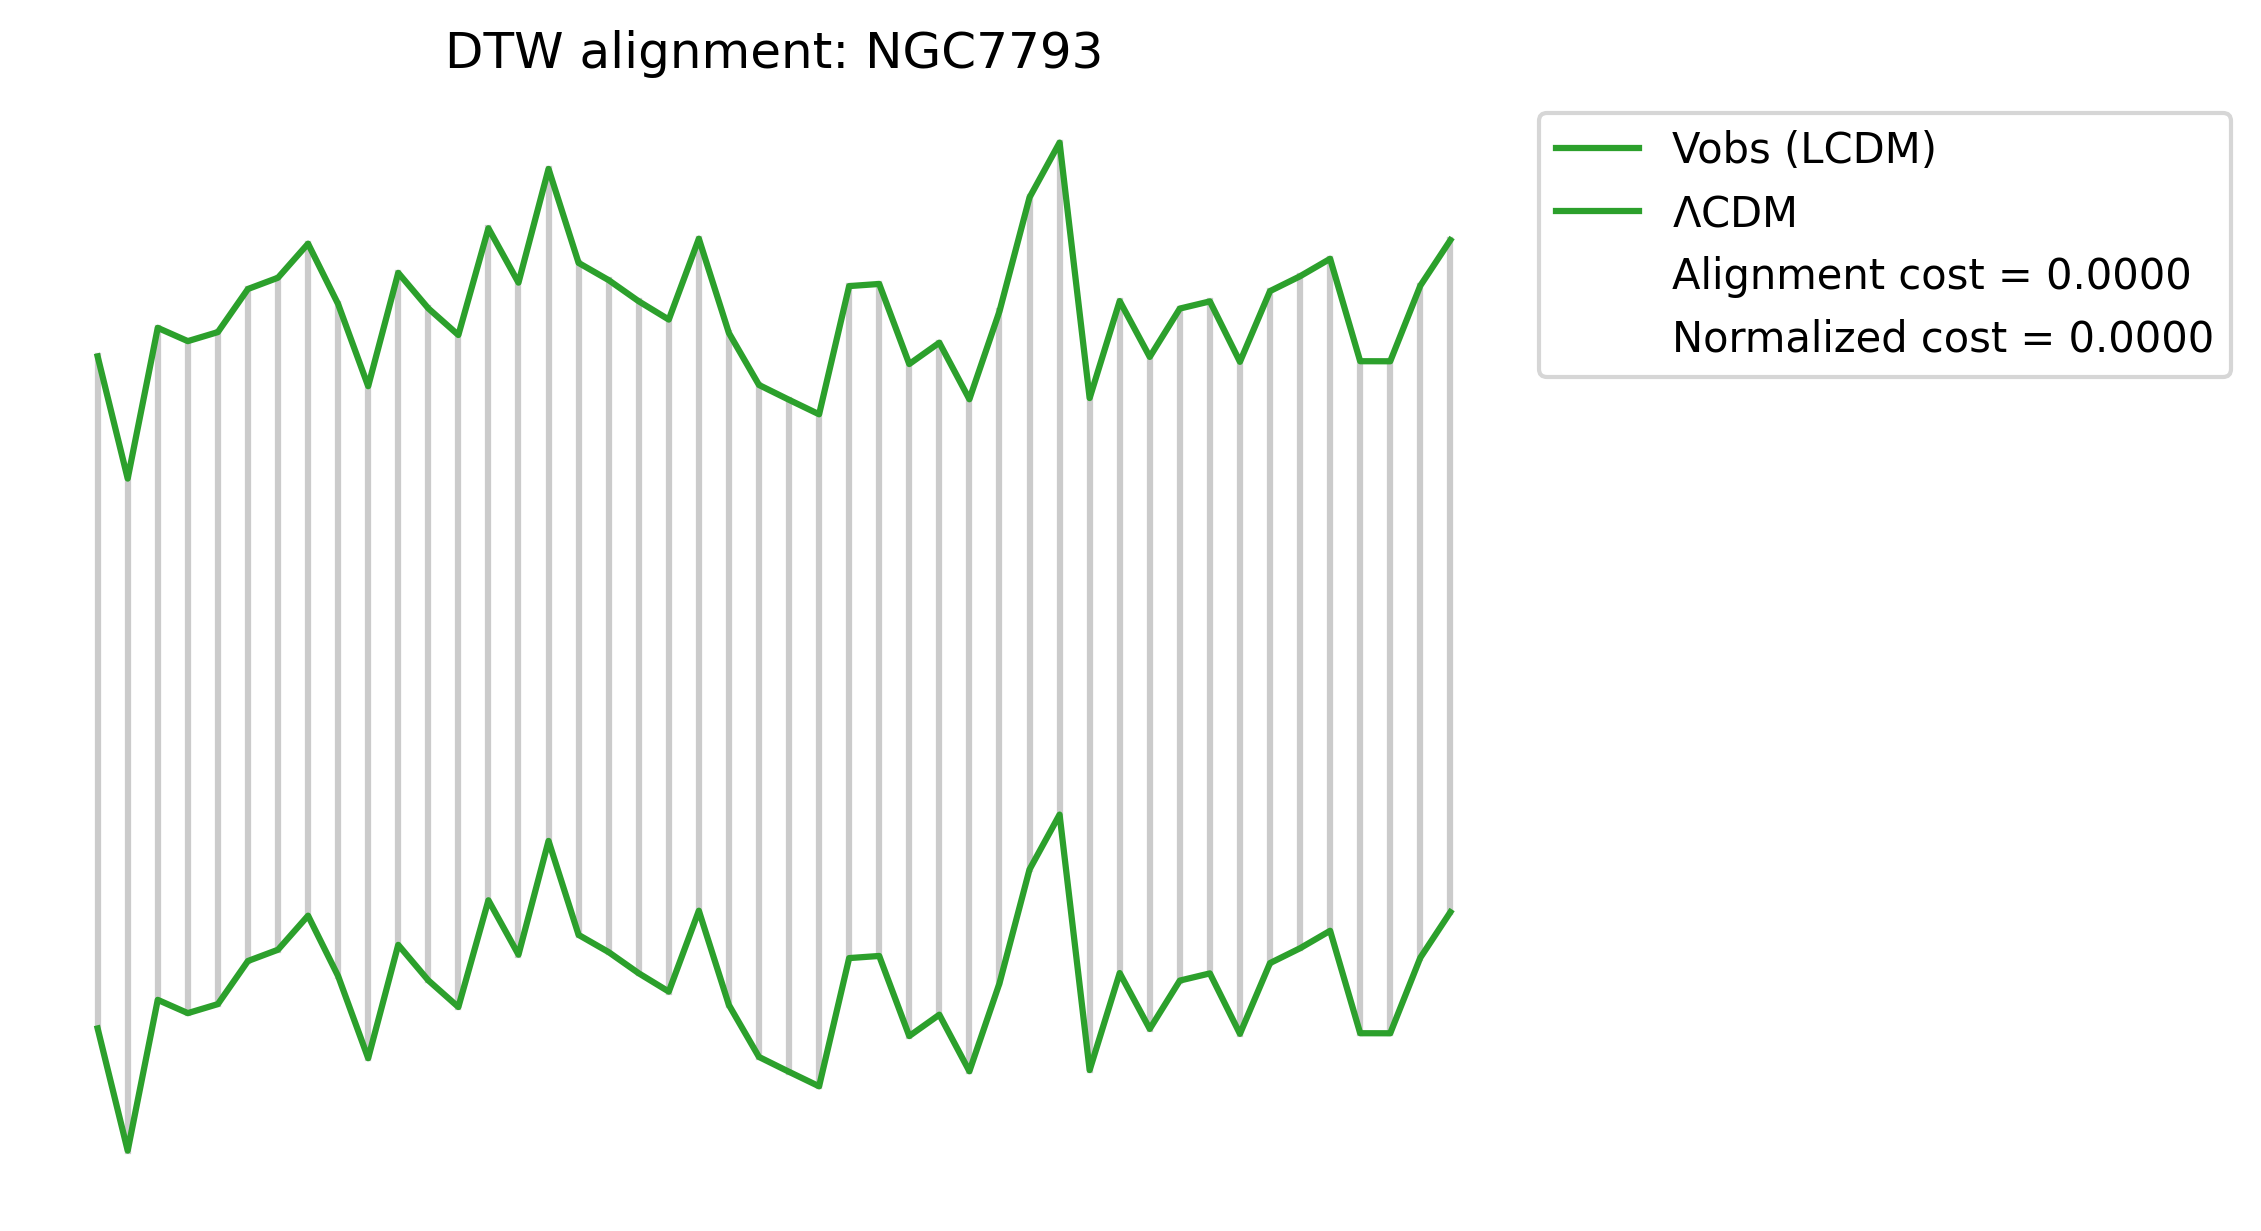 DTW alignment: NGC7793
Vobs (LCDM)
ΛCDM
Alignment cost = 0.0000
Normalized cost = 0.0000